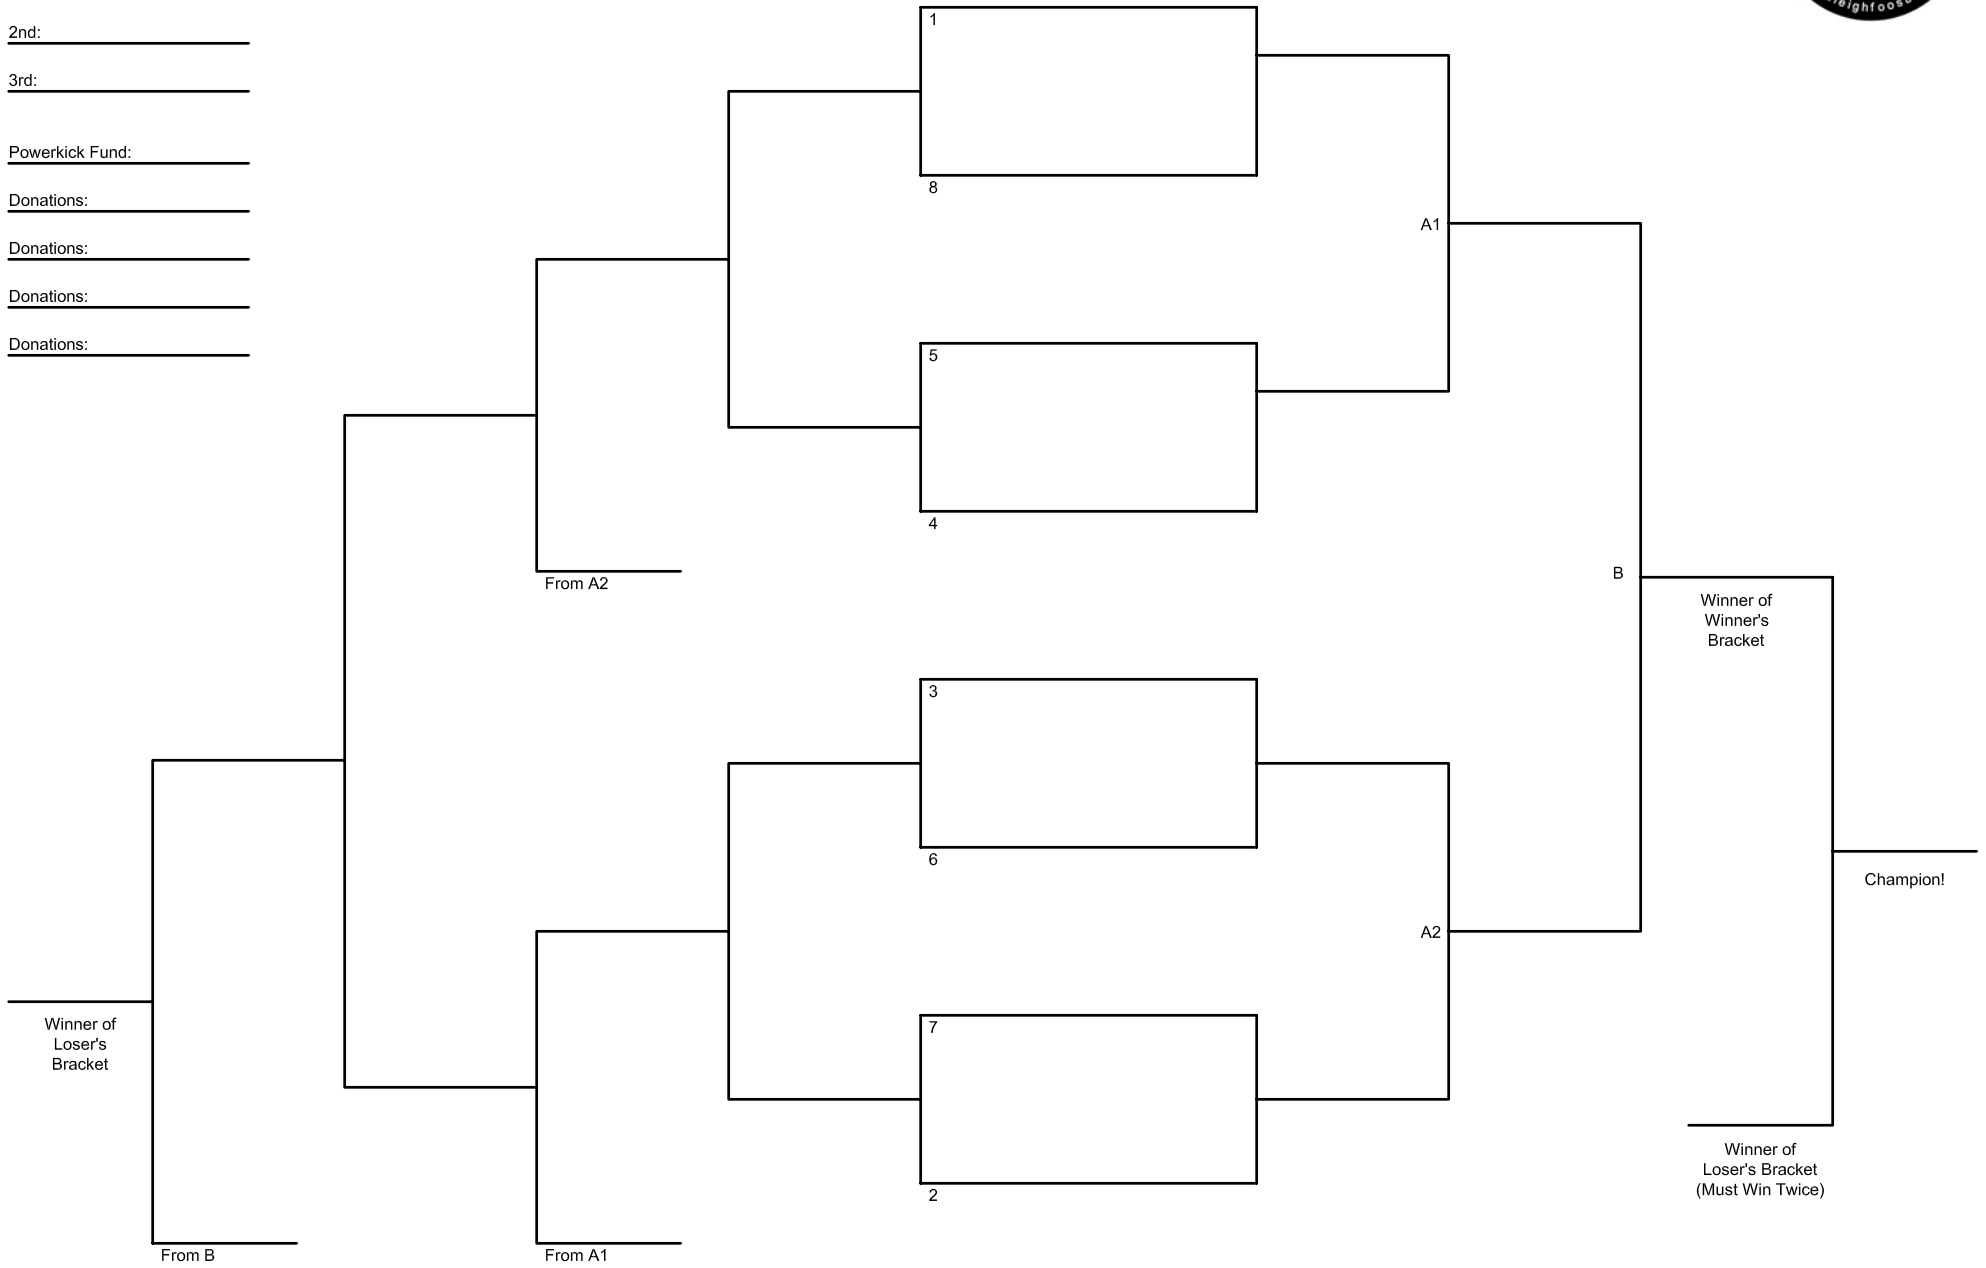 2nd:
3rd:
Powerkick Fund:
Donations:
Donations:
Donations:
Donations:
1
8
A1
5
4
From A2
B
Winner of
Winner's
Bracket
3
6
A2
Champion!
7
2
Winner of
Loser's
Bracket
Winner of
Loser's Bracket
(Must Win Twice)
From B
From A1